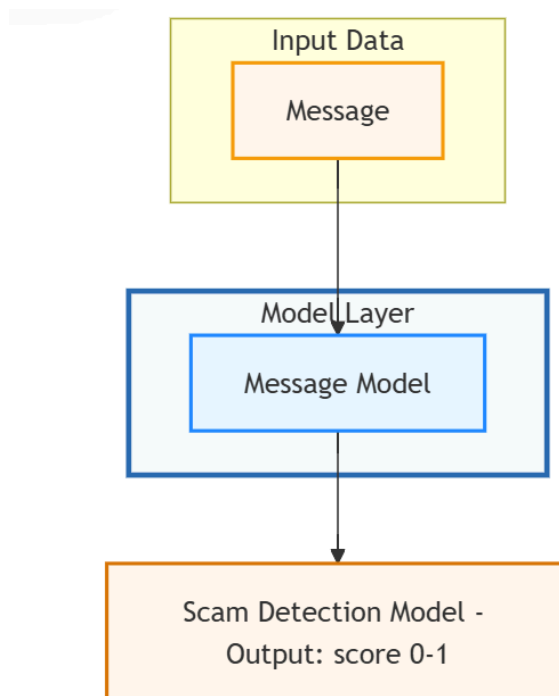 Input Data
Message
Model Layer
Message Model
Scam Detection Model -
Output: score 0-1